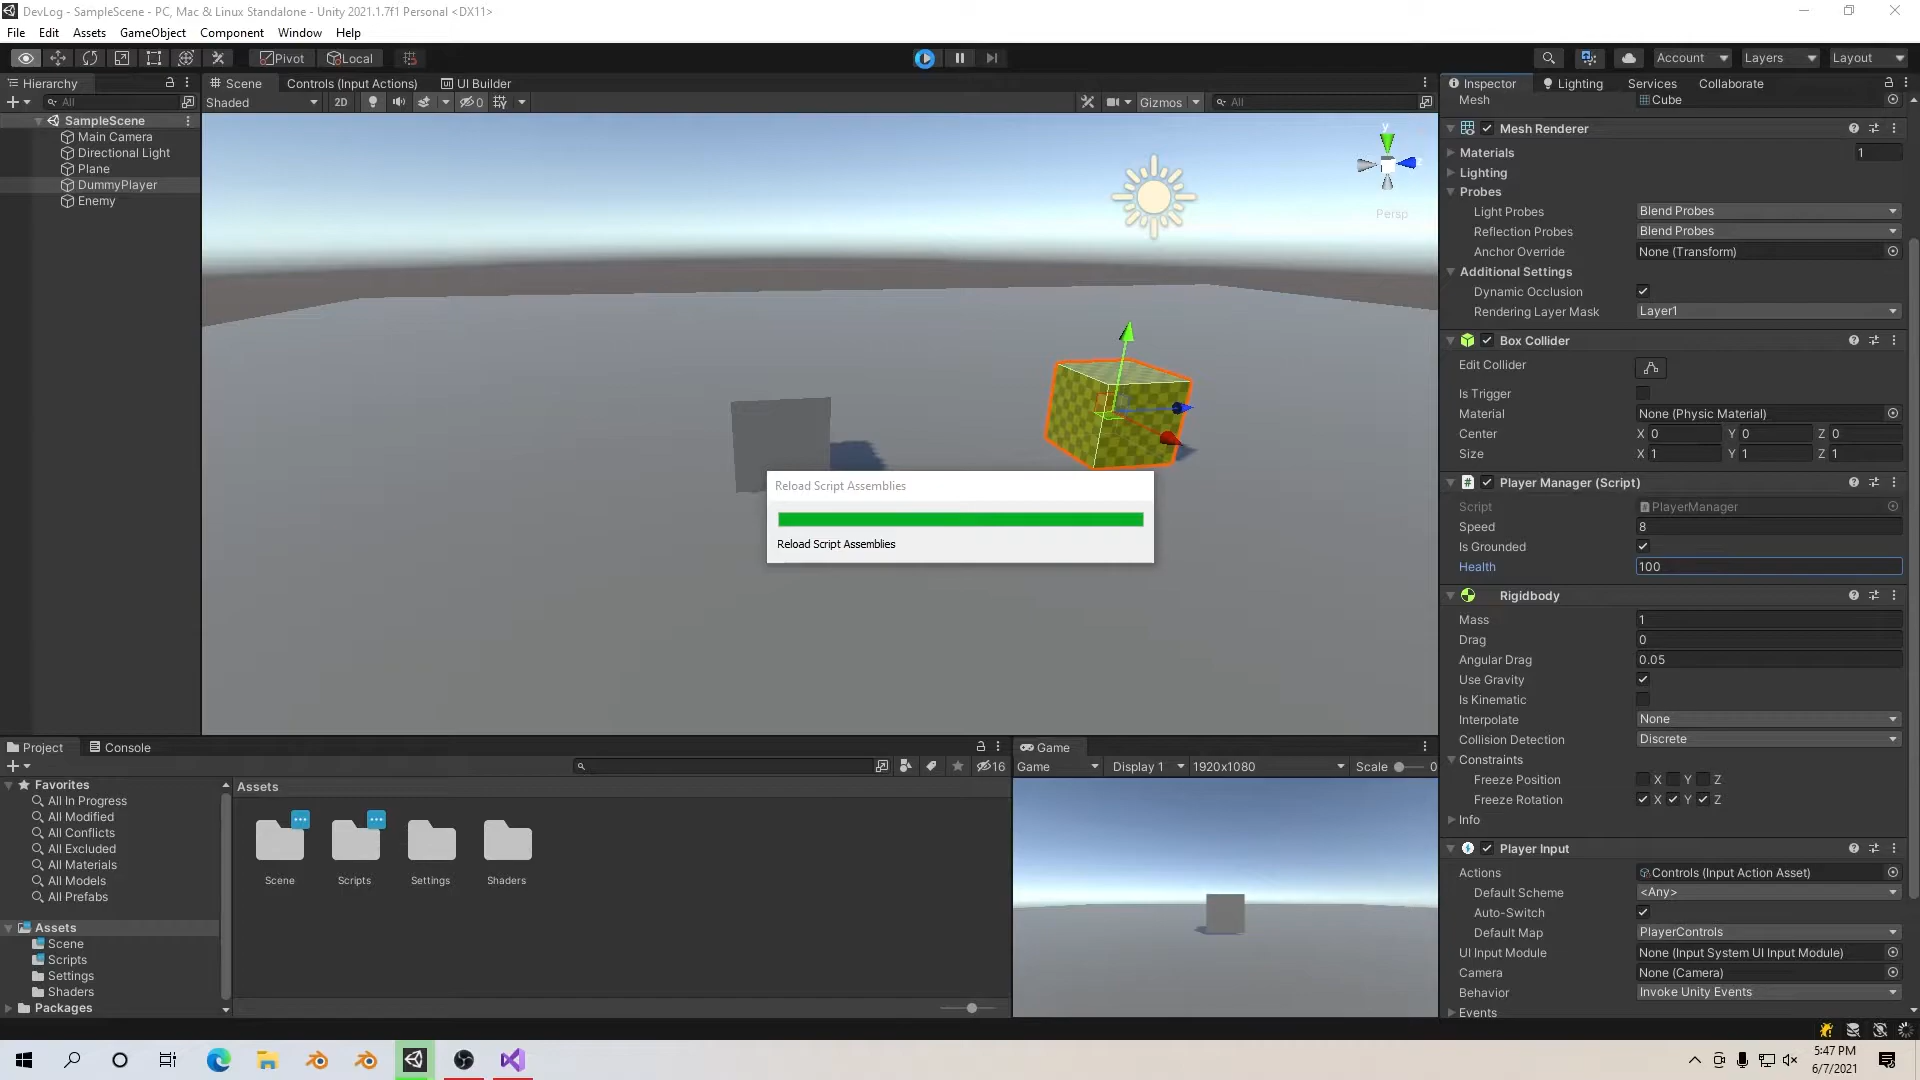 DevLog - SampleScene - PC, Mac & Linux Standalone - Unity 2021.1.7f1 Personal <DX11>
File Edit Assets GameObject Component Window Help
Pivot Local
Account Layers Layout
Hierarchy
All
SampleScene
Main Camera
Directional Light
Plane
DummyPlayer
Enemy
Scene Controls (Input Actions) UI Builder
Shaded 2D 0 Gizmos All
y
Persp
Reload Script Assemblies
Reload Script Assemblies
Inspector Lighting Services Collaborate
Mesh Cube
Mesh Renderer
Materials 1
Lighting
Probes
Light Probes Blend Probes
Reflection Probes Blend Probes
Anchor Override None (Transform)
Additional Settings
Dynamic Occlusion
Rendering Layer Mask Layer1
Box Collider
Edit Collider
Is Trigger
Material None (Physic Material)
Center X 0 Y 0 Z 0
Size X 1 Y 1 Z 1
# Player Manager (Script)
Script PlayerManager
Speed 8
Is Grounded
Health 100
Rigidbody
Mass 1
Drag 0
Angular Drag 0.05
Use Gravity
Is Kinematic
Interpolate None
Collision Detection Discrete
Constraints
Freeze Position X Y Z
Freeze Rotation X Y Z
Info
Player Input
Actions Controls (Input Action Asset)
Default Scheme <Any>
Auto-Switch
Default Map PlayerControls
UI Input Module None (Input System UI Input Module)
Camera None (Camera)
Behavior Invoke Unity Events
Events
Project Console
16
Favorites
All In Progress
All Modified
All Conflicts
All Excluded
All Materials
All Models
All Prefabs
Assets
Scene
Scripts
Settings
Shaders
Packages
Assets
Scene Scripts Settings Shaders
Game
Game Display 1 1920x1080 Scale 0
5:47 PM
6/7/2021